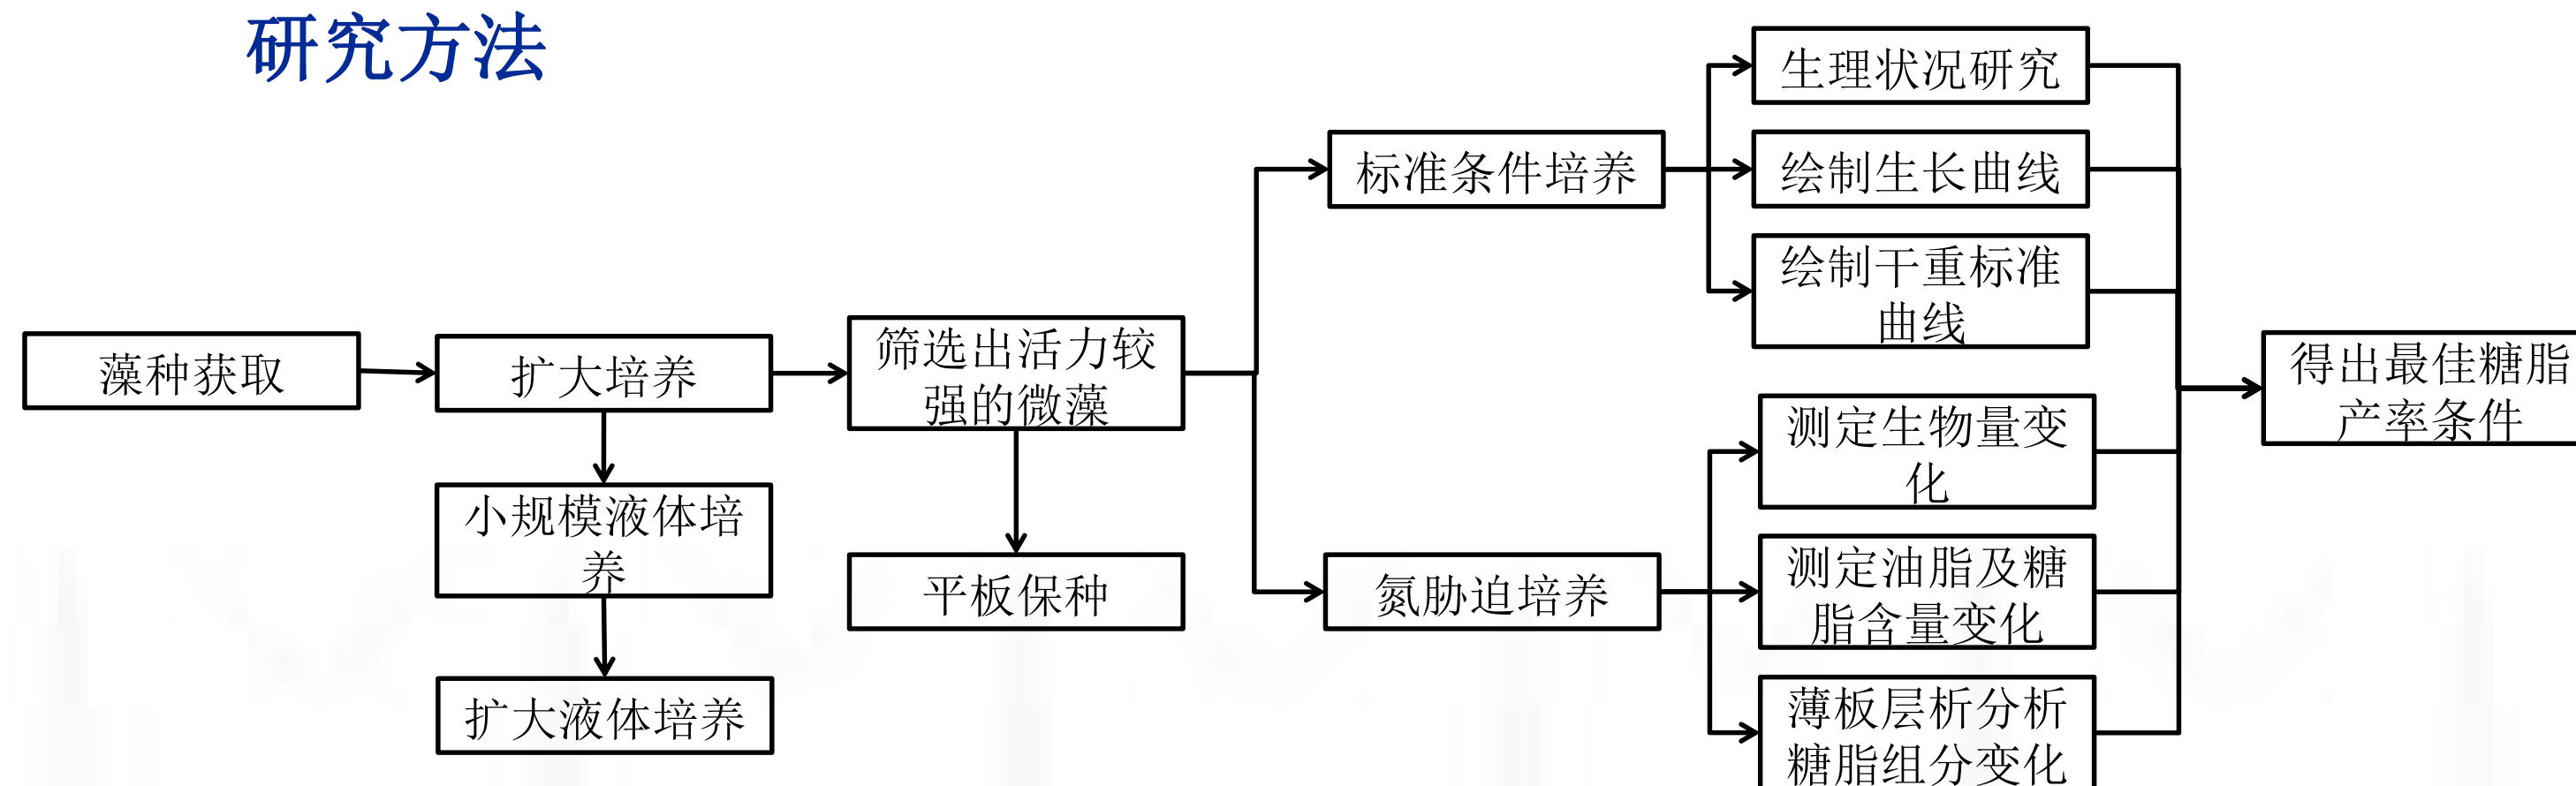 研究方法
藻种获取
扩大培养
小规模液体培
养
扩大液体培养
筛选出活力较
强的微藻
平板保种
标准条件培养
生理状况研究
绘制生长曲线
绘制干重标准
曲线
氮胁迫培养
测定生物量变
化
测定油脂及糖
脂含量变化
薄板层析分析
糖脂组分变化
得出最佳糖脂
产率条件